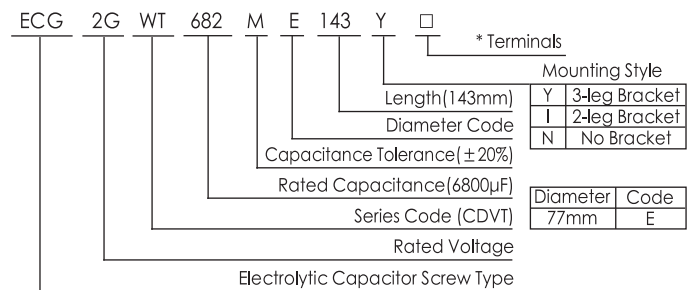 ECG 2G WT 682 M E 143 Y □
* Terminals
Mounting Style
Y 3-leg Bracket
I 2-leg Bracket
N No Bracket
Length(143mm)
Diameter Code
Capacitance Tolerance(±20%)
Rated Capacitance(6800µF)
Diameter Code
77mm E
Series Code (CDVT)
Rated Voltage
Electrolytic Capacitor Screw Type